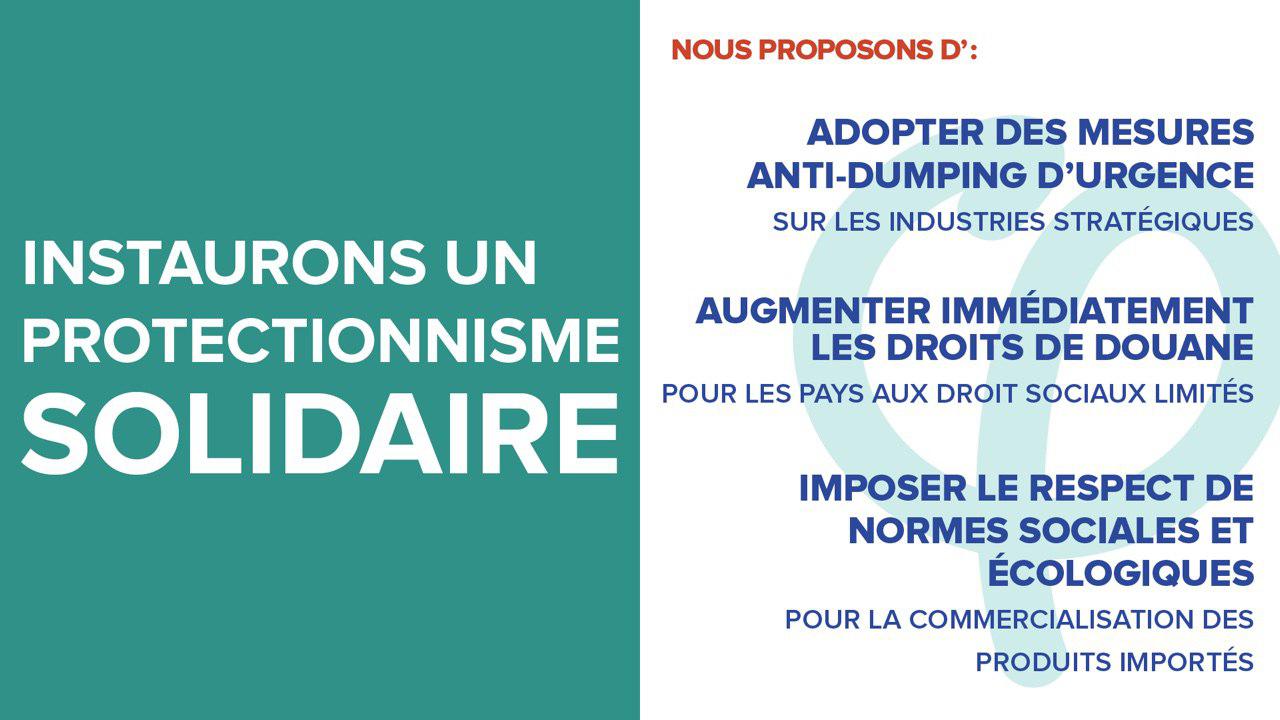 INSTAURONS UN
PROTECTIONNISME
SOLIDAIRE
NOUS PROPOSONS D' :
ADOPTER DES MESURES
ANTI-DUMPING D'URGENCE
SUR LES INDUSTRIES STRATÉGIQUES
AUGMENTER IMMÉDIATEMENT
LES DROITS DE DOUANE
POUR LES PAYS AUX DROIT SOCIAUX LIMITÉS
IMPOSER LE RESPECT DE
NORMES SOCIALES ET
ÉCOLOGIQUES
POUR LA COMMERCIALISATION DES
PRODUITS IMPORTÉS